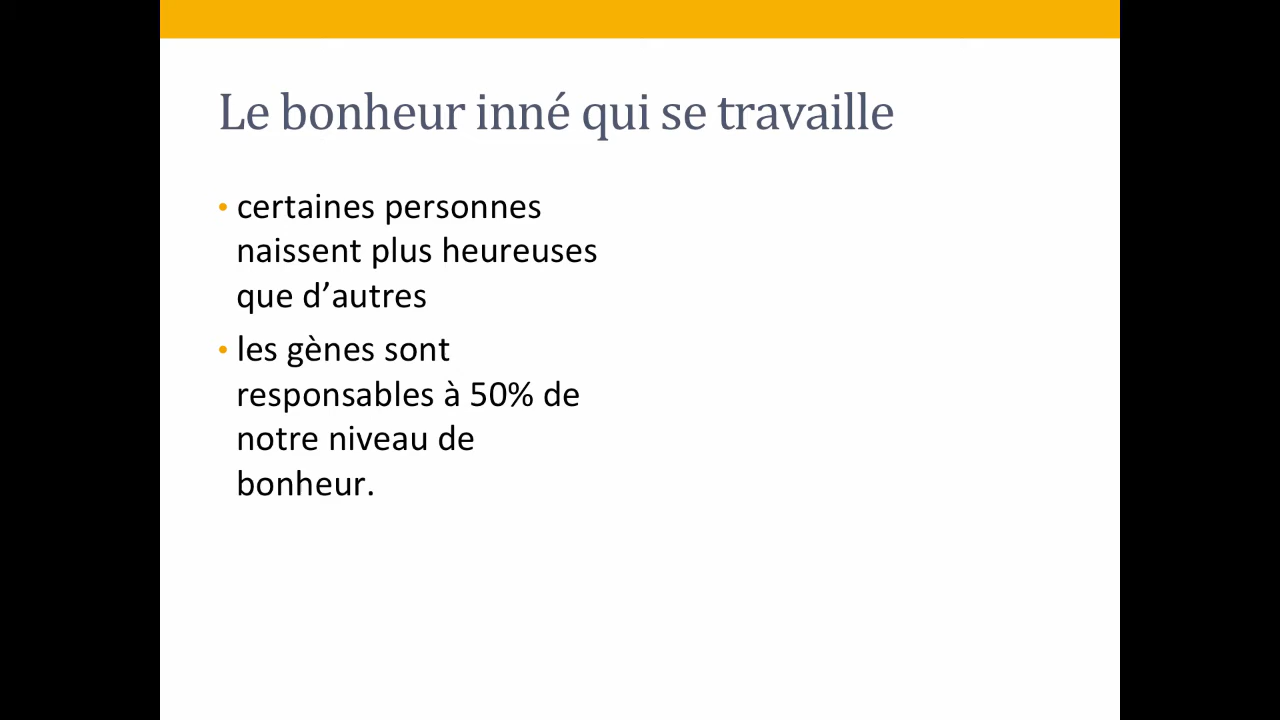 Le bonheur inné qui se travaille
• certaines personnes
naissent plus heureuses
que d’autres
• les gènes sont
responsables à 50% de
notre niveau de
bonheur.